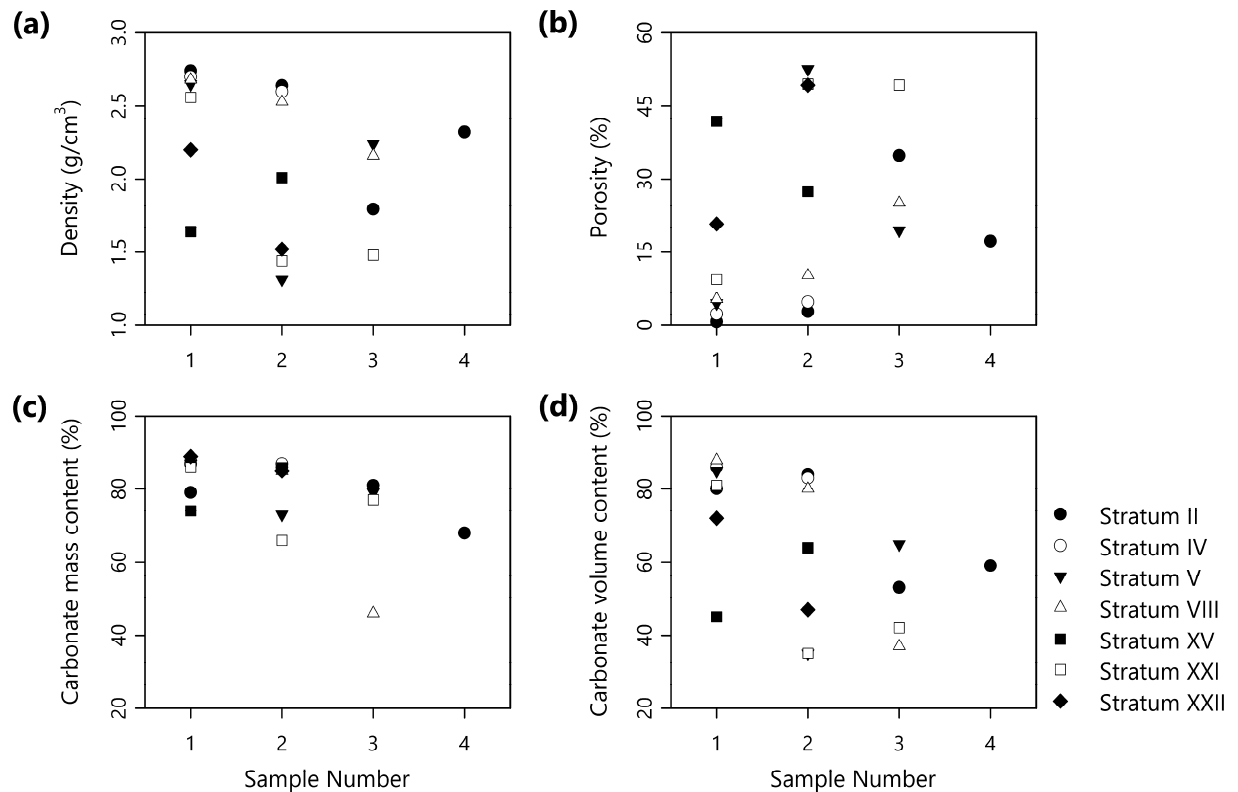 (a)
Density (g/cm³)
3.0
2.5
2.0
1.5
1.0
1 2 3 4
(b)
Porosity (%)
60
45
30
15
0
1 2 3 4
(c)
Carbonate mass content (%)
100
80
60
40
20
1 2 3 4
Sample Number
(d)
Carbonate volume content (%)
100
80
60
40
20
1 2 3 4
Sample Number
Stratum II
Stratum IV
Stratum V
Stratum VIII
Stratum XV
Stratum XXI
Stratum XXII